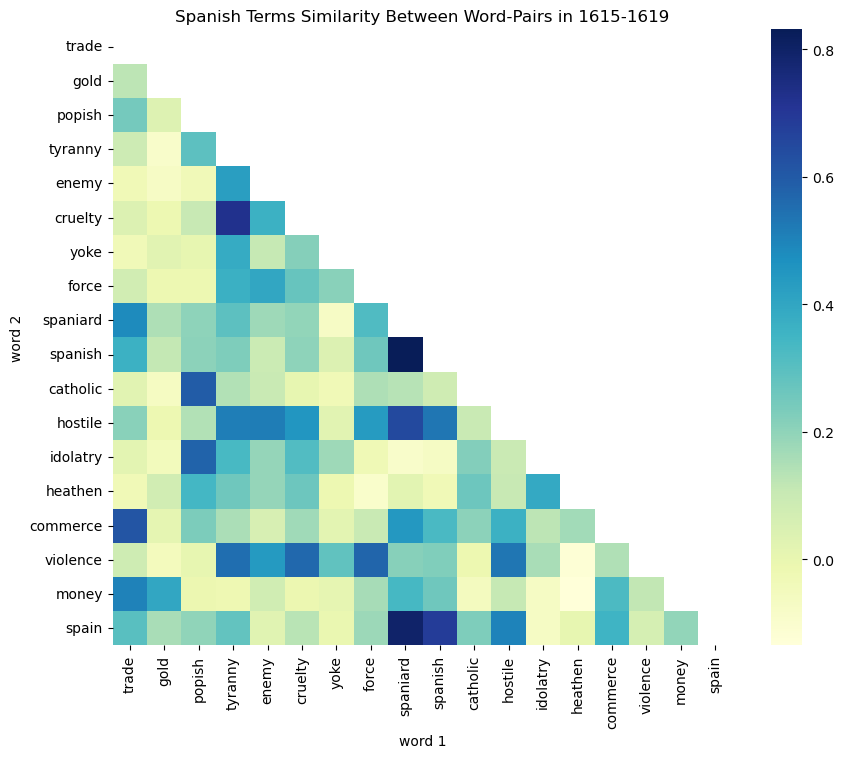 Spanish Terms Similarity Between Word-Pairs in 1615-1619
word 2
trade
gold
popish
tyranny
enemy
cruelty
yoke
force
spaniard
spanish
catholic
hostile
idolatry
heathen
commerce
violence
money
spain
trade
gold
popish
tyranny
enemy
cruelty
yoke
force
spaniard
spanish
catholic
hostile
idolatry
heathen
commerce
violence
money
spain
word 1
0.8
0.6
0.4
0.2
0.0